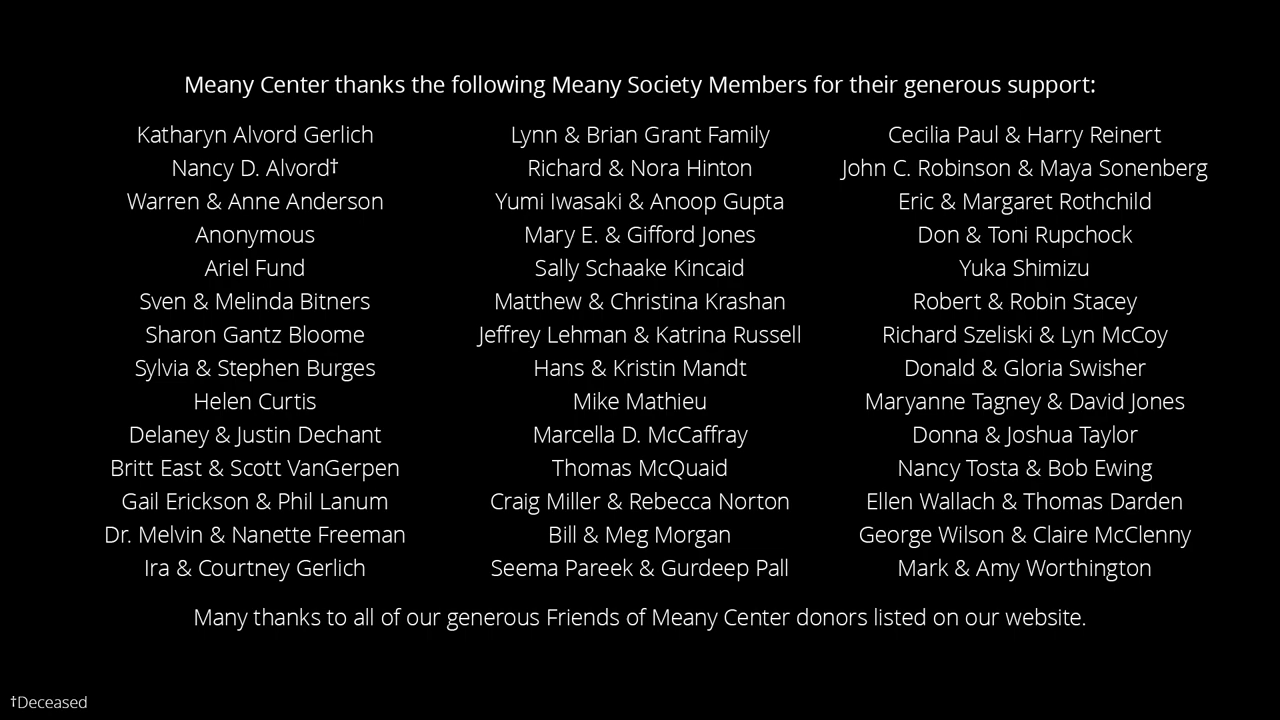 Meany Center thanks the following Meany Society Members for their generous support:
Katharyn Alvord Gerlich
Nancy D. Alvord†
Warren & Anne Anderson
Anonymous
Ariel Fund
Sven & Melinda Bitners
Sharon Gantz Bloome
Sylvia & Stephen Burges
Helen Curtis
Delaney & Justin Dechant
Britt East & Scott VanGerpen
Gail Erickson & Phil Lanum
Dr. Melvin & Nanette Freeman
Ira & Courtney Gerlich
Lynn & Brian Grant Family
Richard & Nora Hinton
Yumi Iwasaki & Anoop Gupta
Mary E. & Gifford Jones
Sally Schaake Kincaid
Matthew & Christina Krashan
Jeffrey Lehman & Katrina Russell
Hans & Kristin Mandt
Mike Mathieu
Marcella D. McCaffray
Thomas McQuaid
Craig Miller & Rebecca Norton
Bill & Meg Morgan
Seema Pareek & Gurdeep Pall
Cecilia Paul & Harry Reinert
John C. Robinson & Maya Sonenberg
Eric & Margaret Rothchild
Don & Toni Rupchock
Yuka Shimizu
Robert & Robin Stacey
Richard Szeliski & Lyn McCoy
Donald & Gloria Swisher
Maryanne Tagney & David Jones
Donna & Joshua Taylor
Nancy Tosta & Bob Ewing
Ellen Wallach & Thomas Darden
George Wilson & Claire McClenny
Mark & Amy Worthington
Many thanks to all of our generous Friends of Meany Center donors listed on our website.
†Deceased